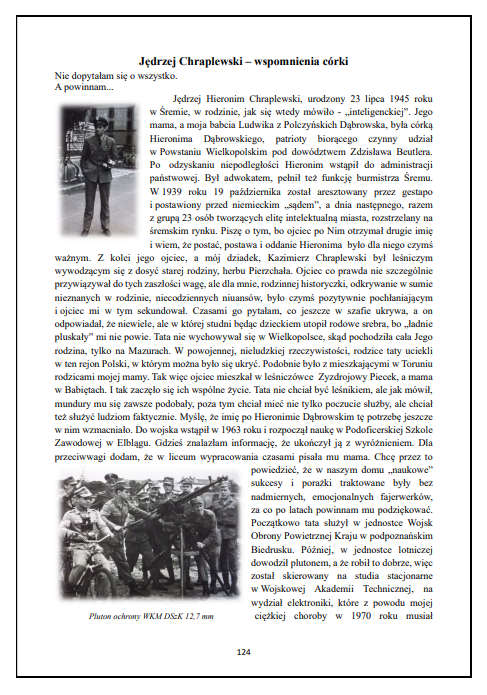 Jędrzej Chraplewski – wspomnienia córki
Nie dopytałam się o wszystko.
A powinnam...
Jędrzej Hieronim Chraplewski, urodzony 23 lipca 1945 roku
w Śremie, w rodzinie, jak się wtedy mówiło - „inteligenckiej”. Jego
mama, a moja babcia Ludwika z Polczyńskich Dąbrowska, była córką
Hieronima Dąbrowskiego, patrioty biorącego czynny udział
w Powstaniu Wielkopolskim pod dowództwem Zdzisława Beutlera.
Po odzyskaniu niepodległości Hieronim wstąpił do administracji
państwowej. Był adwokatem, pełnił też funkcję burmistrza Śremu.
W 1939 roku 19 października został aresztowany przez gestapo
i postawiony przed niemieckim „sądem”, a dnia następnego, razem
z grupą 23 osób tworzących elitę intelektualną miasta, rozstrzelany na
śremskim rynku. Piszę o tym, bo ojciec po Nim otrzymał drugie imię
i wiem, że postać, postawa i oddanie Hieronima było dla niego czymś
ważnym. Z kolei jego ojciec, a mój dziadek, Kazimierz Chraplewski był leśniczym
wywodzącym się z dosyć starej rodziny, herbu Pierzchała. Ojciec co prawda nie szczególnie
przywiązywał do tych zaszłości wagę, ale dla mnie, rodzinnej historyczki, odkrywanie w sumie
nieznanych w rodzinie, niecodziennych niuansów, było czymś pozytywnie pochłaniającym
i ojciec mi w tym sekundował. Czasami go pytałam, co jeszcze w szafie ukrywa, a on
odpowiadał, że niewiele, ale w której studni będąc dzieckiem utopił rodowe srebra, bo „ładnie
pluskały” mi nie powie. Tata nie wychowywał się w Wielkopolsce, skąd pochodziła cała Jego
rodzina, tylko na Mazurach. W powojennej, nieludzkiej rzeczywistości, rodzice taty uciekli
w ten rejon Polski, w którym można było się ukryć. Podobnie było z mieszkającymi w Toruniu
rodzicami mojej mamy. Tak więc ojciec mieszkał w leśniczówce Zyzdrojowy Piecek, a mama
w Babiętach. I tak zaczęło się ich wspólne życie. Tata nie chciał być leśnikiem, ale jak mówił,
mundury mu się zawsze podobały, poza tym chciał mieć nie tylko poczucie służby, ale chciał
też służyć ludziom faktycznie. Myślę, że imię po Hieronimie Dąbrowskim tę potrzebę jeszcze
w nim wzmacniało. Do wojska wstąpił w 1963 roku i rozpoczął naukę w Podoficerskiej Szkole
Zawodowej w Elblągu. Gdzieś znalazłam informację, że ukończył ją z wyróżnieniem. Dla
przeciwwagi dodam, że w liceum wypracowania czasami pisała mu mama. Chcę przez to
powiedzieć, że w naszym domu „naukowe”
sukcesy i porażki traktowane były bez
nadmiernych, emocjonalnych fajerwerków,
za co po latach powinnam mu podziękować.
Początkowo tata służył w jednostce Wojsk
Obrony Powietrznej Kraju w podpoznańskim
Biedrusku. Później, w jednostce lotniczej
dowodził plutonem, a że robił to dobrze, więc
został skierowany na studia stacjonarne
w Wojskowej Akademii Technicznej, na
wydział elektroniki, które z powodu mojej
ciężkiej choroby w 1970 roku musiał
Pluton ochrony WKM DSzK 12,7 mm
124